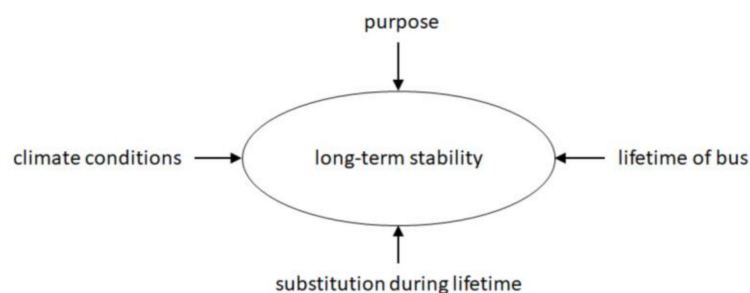 purpose
climate conditions
long-term stability
lifetime of bus
substitution during lifetime